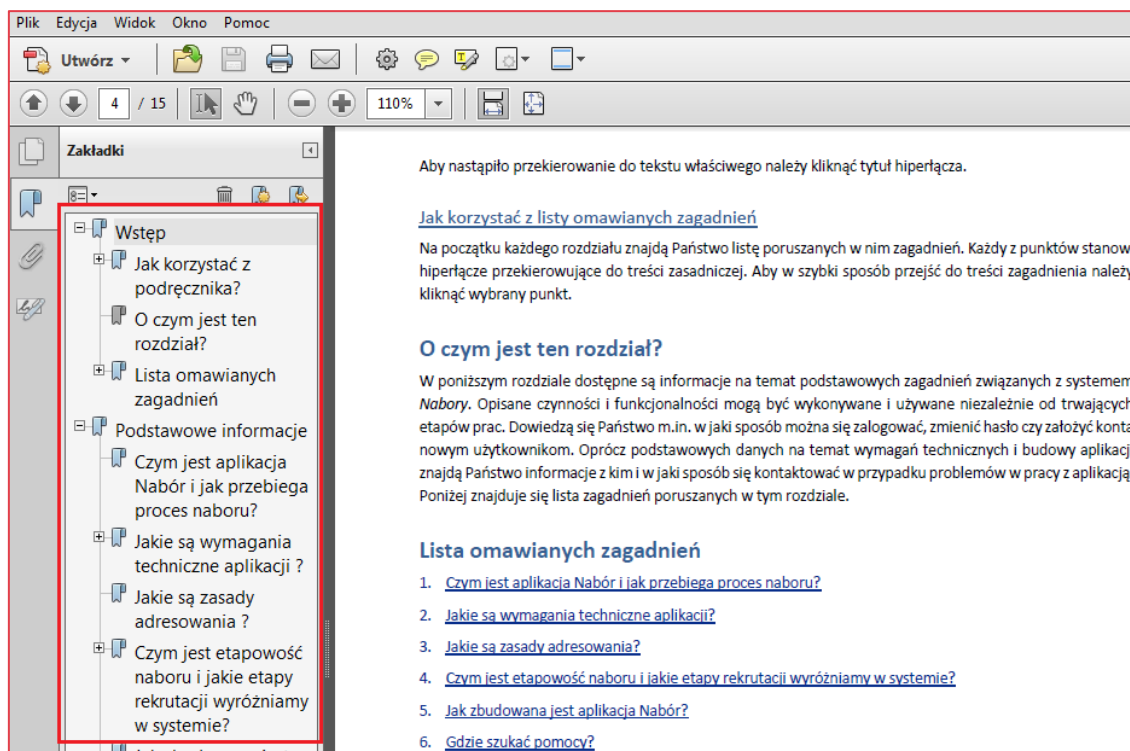 Plik Edycja Widok Okno Pomoc
Utwórz
4 / 15
110%
Zakładki
Wstęp
Jak korzystać z
podręcznika?
O czym jest ten
rozdział?
Lista omawianych
zagadnień
Podstawowe informacje
Czym jest aplikacja
Nabór i jak przebiega
proces naboru?
Jakie są wymagania
techniczne aplikacji ?
Jakie są zasady
adresowania ?
Czym jest etapowość
naboru i jakie etapy
rekrutacji wyróżniamy
w systemie?
Aby nastąpiło przekierowanie do tekstu właściwego należy kliknąć tytuł hiperłącza.
Jak korzystać z listy omawianych zagadnień
Na początku każdego rozdziału znajdą Państwo listę poruszanych w nim zagadnień. Każdy z punktów stanow
hiperłącze przekierowujące do treści zasadniczej. Aby w szybki sposób przejść do treści zagadnienia należy
kliknąć wybrany punkt.
O czym jest ten rozdział?
W poniższym rozdziale dostępne są informacje na temat podstawowych zagadnień związanych z systemem
Nabory. Opisane czynności i funkcjonalności mogą być wykonywane i używane niezależnie od trwających
etapów prac. Dowiedzą się Państwo m.in. w jaki sposób można się zalogować, zmienić hasło czy założyć konta
nowym użytkownikom. Oprócz podstawowych danych na temat wymagań technicznych i budowy aplikacj
znajdą Państwo informacje z kim i w jaki sposób się kontaktować w przypadku problemów w pracy z aplikacją
Poniżej znajduje się lista zagadnień poruszanych w tym rozdziale.
Lista omawianych zagadnień
1. Czym jest aplikacja Nabór i jak przebiega proces naboru?
2. Jakie są wymagania techniczne aplikacji?
3. Jakie są zasady adresowania?
4. Czym jest etapowość naboru i jakie etapy rekrutacji wyróżniamy w systemie?
5. Jak zbudowana jest aplikacja Nabór?
6. Gdzie szukać pomocy?